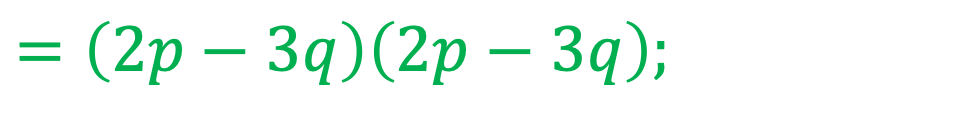 = (2p − 3q)(2p − 3q);